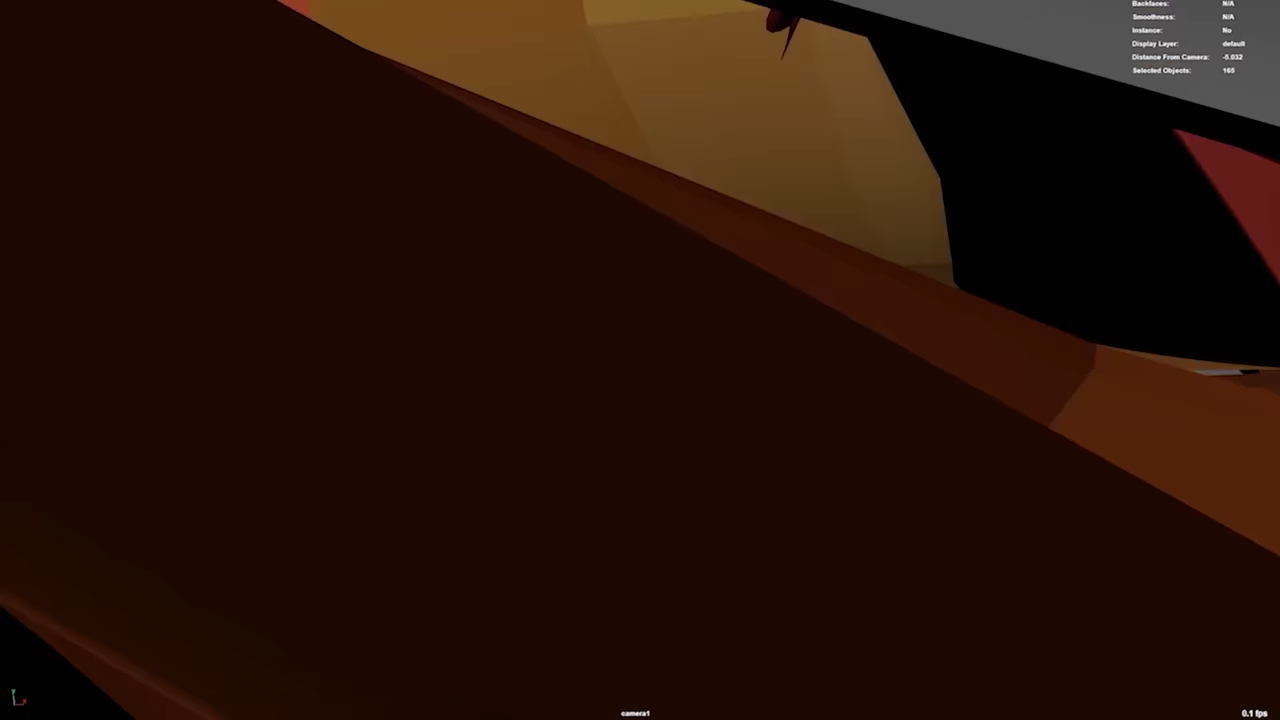 Backfaces: N/A
Smoothness: N/A
Instance: No
Display Layer: default
Distance From Camera: -5.032
Selected Objects: 165
camera1
0.1 fps